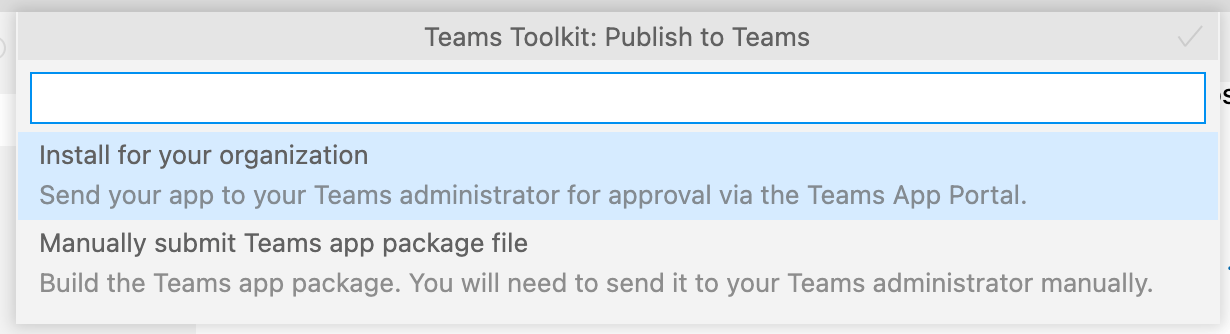 Teams Toolkit: Publish to Teams
Install for your organization
Send your app to your Teams administrator for approval via the Teams App Portal.
Manually submit Teams app package file
Build the Teams app package. You will need to send it to your Teams administrator manually.